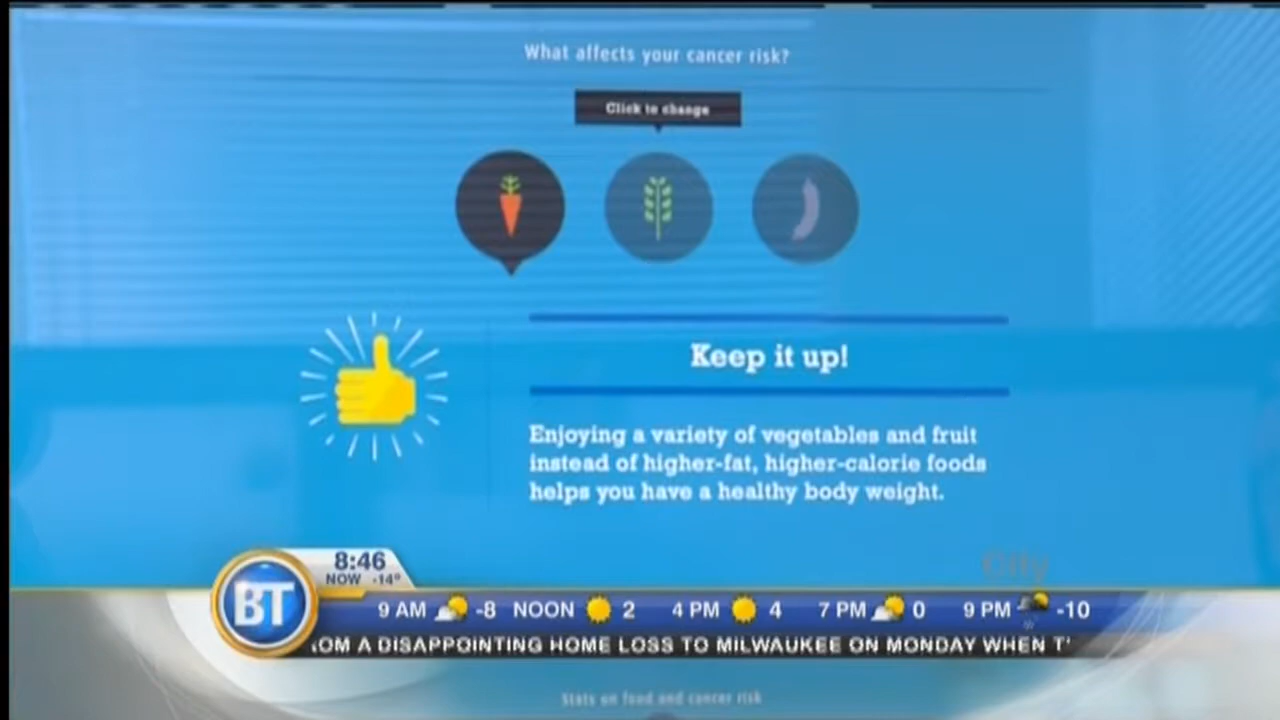 What affects your cancer risk?
Click to change
Keep it up!
Enjoying a variety of vegetables and fruit
instead of higher-fat, higher-calorie foods
helps you have a healthy body weight.
City
8:46
NOW -14°
BT
9 AM -8 NOON 2 4 PM 4 7 PM 0 9 PM -10
OM A DISAPPOINTING HOME LOSS TO MILWAUKEE ON MONDAY WHEN T'
Stats on food and cancer risk